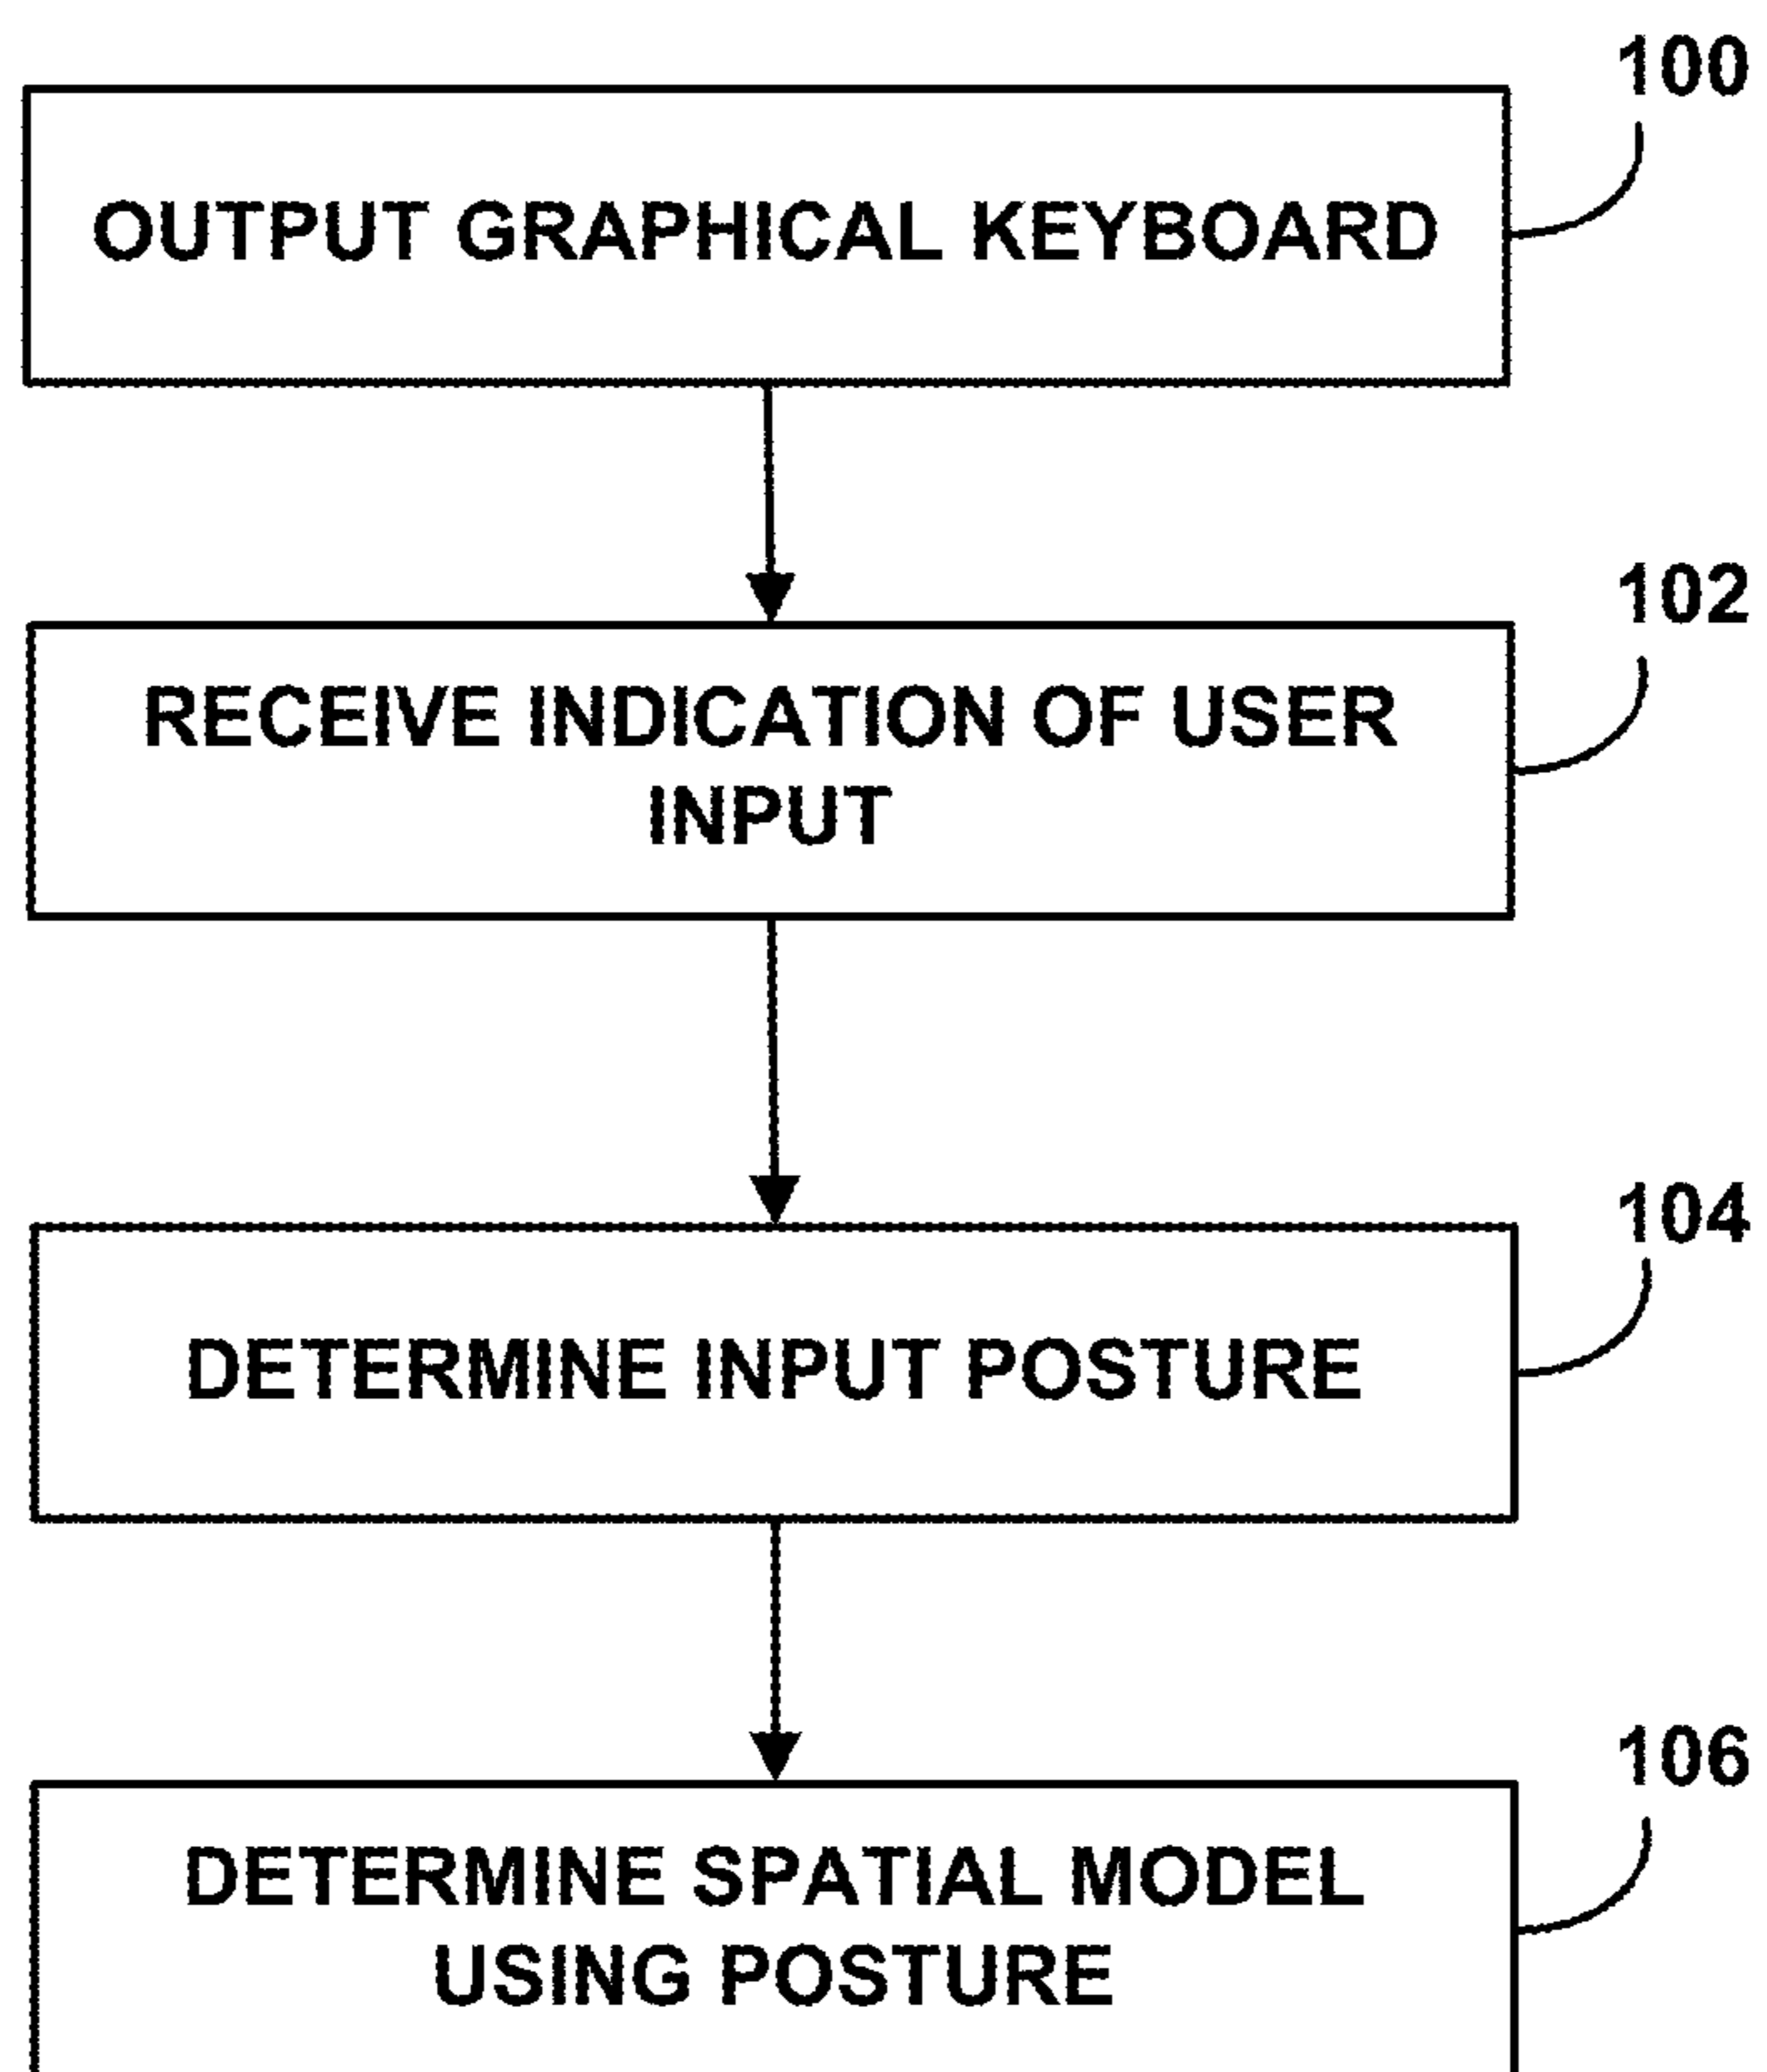 100
OUTPUT GRAPHICAL KEYBOARD
102
RECEIVE INDICATION OF USER
INPUT
104
DETERMINE INPUT POSTURE
106
DETERMINE SPATIAL MODEL
USING POSTURE